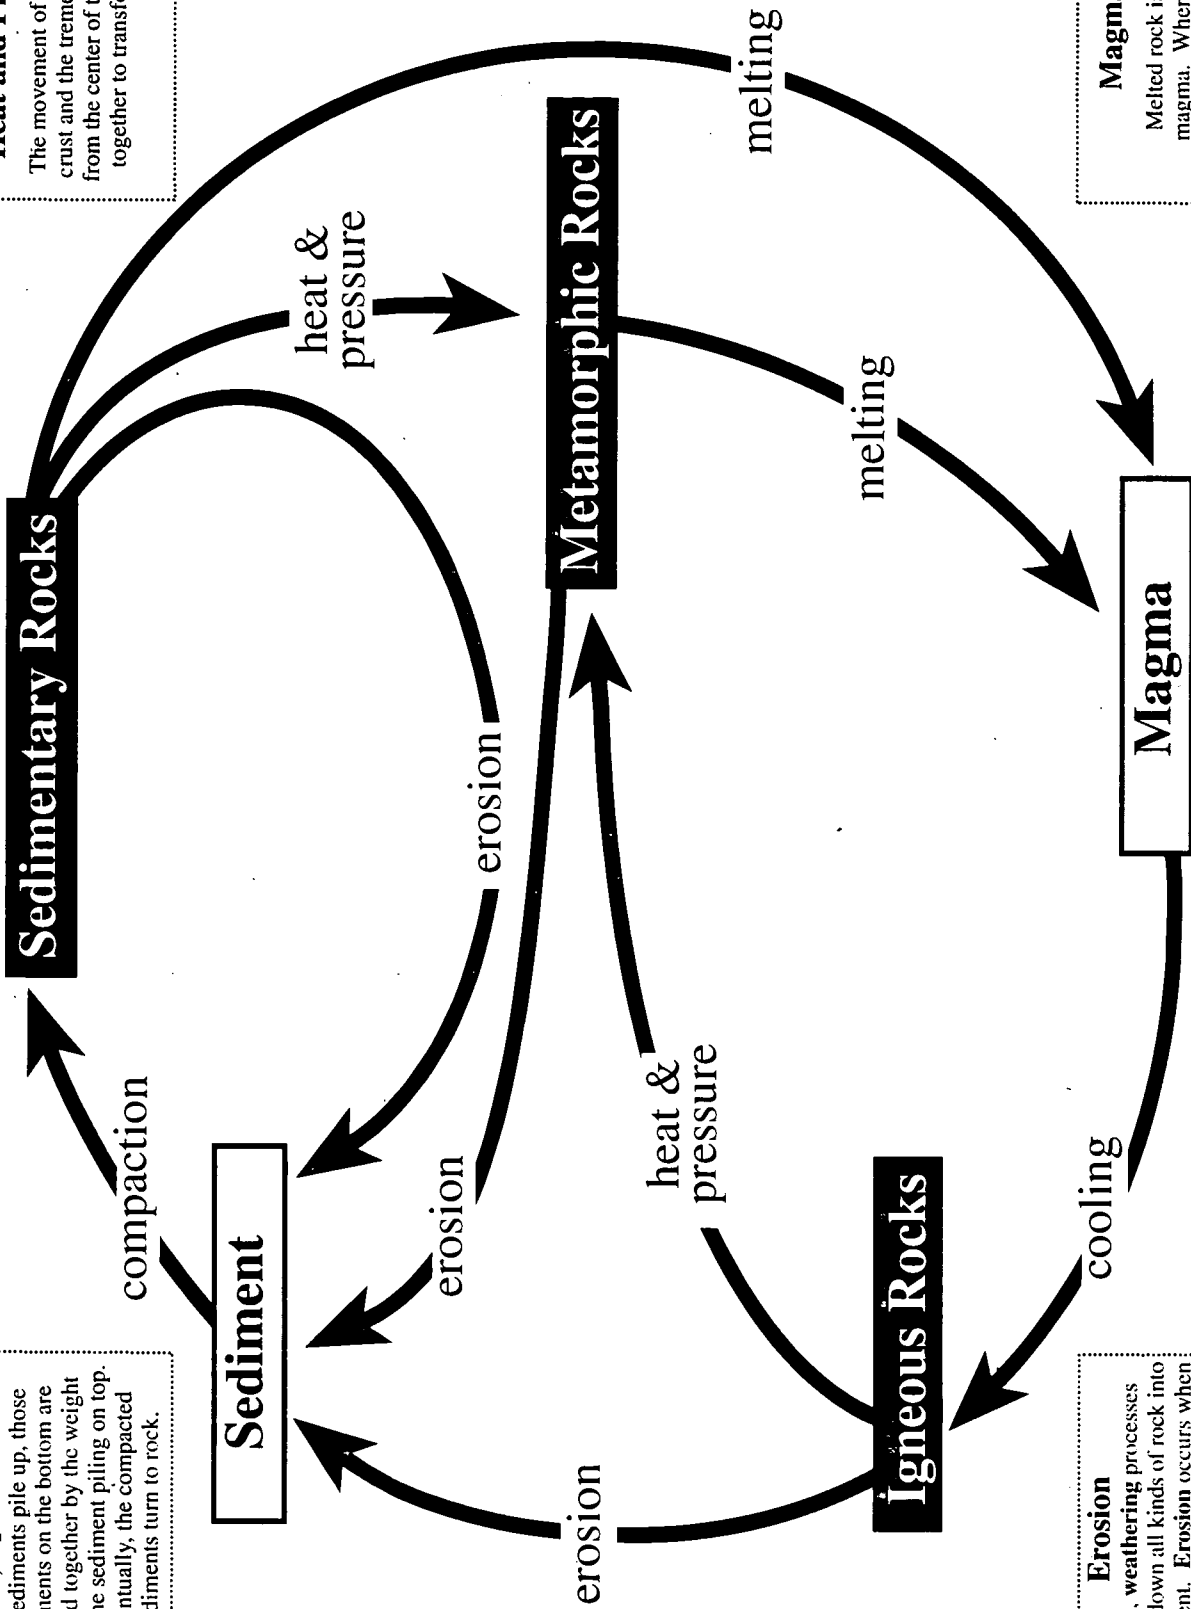 ediments pile up, those
ents on the bottom are
d together by the weight
ne sediment piling on top.
ntually, the compacted
diments turn to rock.
The movement of
crust and the treme
from the center of t
together to transf
Sedimentary Rocks
compaction
heat &
pressure
melting
Sediment
erosion
erosion
Metamorphic Rocks
erosion
heat &
pressure
melting
Igneous Rocks
cooling
Magma
Erosion
, weathering processes
down all kinds of rock into
ent. Erosion occurs when
Magm
Melted rock i
magma. Wher